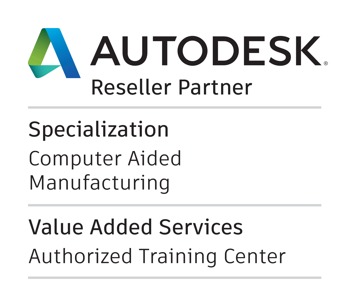 AUTODESK®
Reseller Partner
Specialization
Computer Aided
Manufacturing
Value Added Services
Authorized Training Center